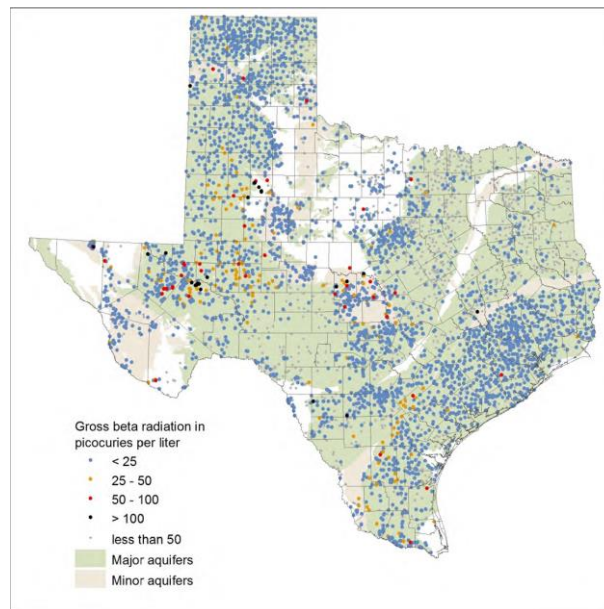 Gross beta radiation in
picocuries per liter
< 25
25 - 50
50 - 100
> 100
less than 50
Major aquifers
Minor aquifers